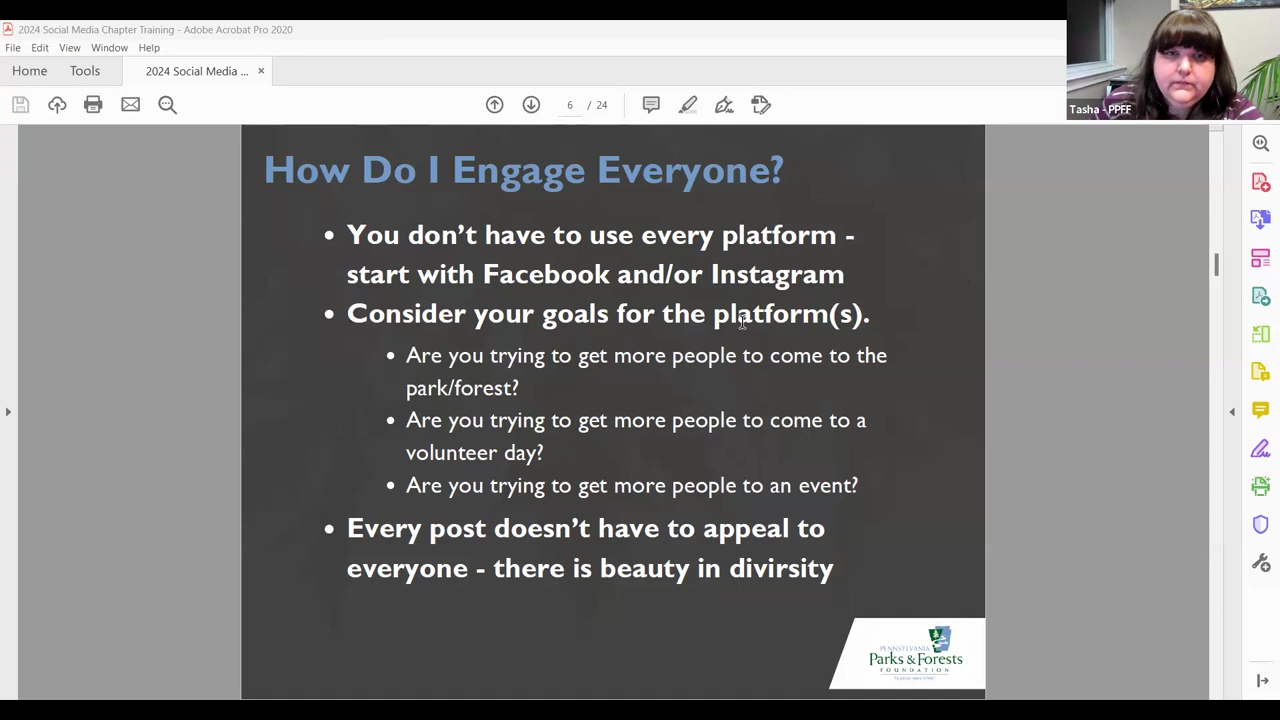 2024 Social Media Chapter Training - Adobe Acrobat Pro 2020
File Edit View Window Help
Home Tools 2024 Social Media ... ×
6 / 24
Tasha - PPFF
How Do I Engage Everyone?
• You don’t have to use every platform -
start with Facebook and/or Instagram
• Consider your goals for the platform(s).
• Are you trying to get more people to come to the
park/forest?
• Are you trying to get more people to come to a
volunteer day?
• Are you trying to get more people to an event?
• Every post doesn’t have to appeal to
everyone - there is beauty in divirsity
PENNSYLVANIA
Parks & Forests
FOUNDATION